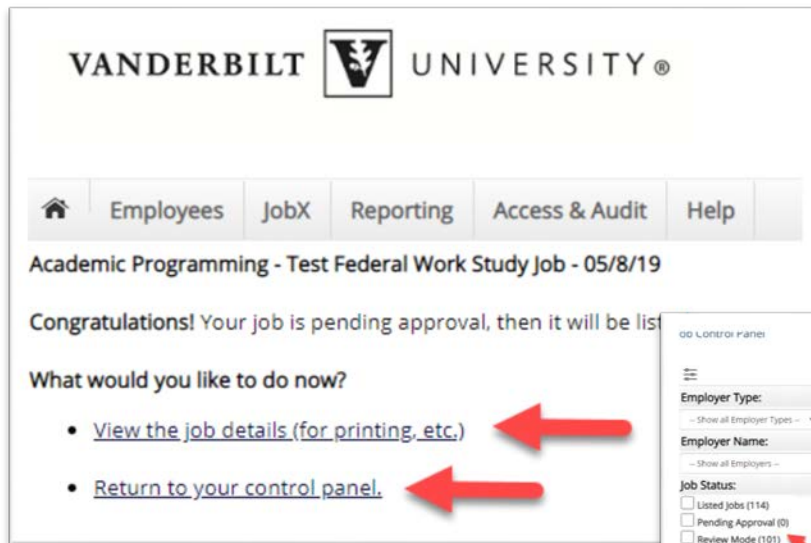 VANDERBILT V UNIVERSITY®
Employees JobX Reporting Access & Audit Help
Academic Programming - Test Federal Work Study Job - 05/8/19
Congratulations! Your job is pending approval, then it will be
What would you like to do now?
• View the job details (for printing, etc.)
• Return to your control panel.
Control Panel
Employer Type:
-- Show all Employer Types --
Employer Name:
-- Show all Employers --
Job Status:
Listed Jobs (114)
Pending Approval (0)
Review Mode (101)